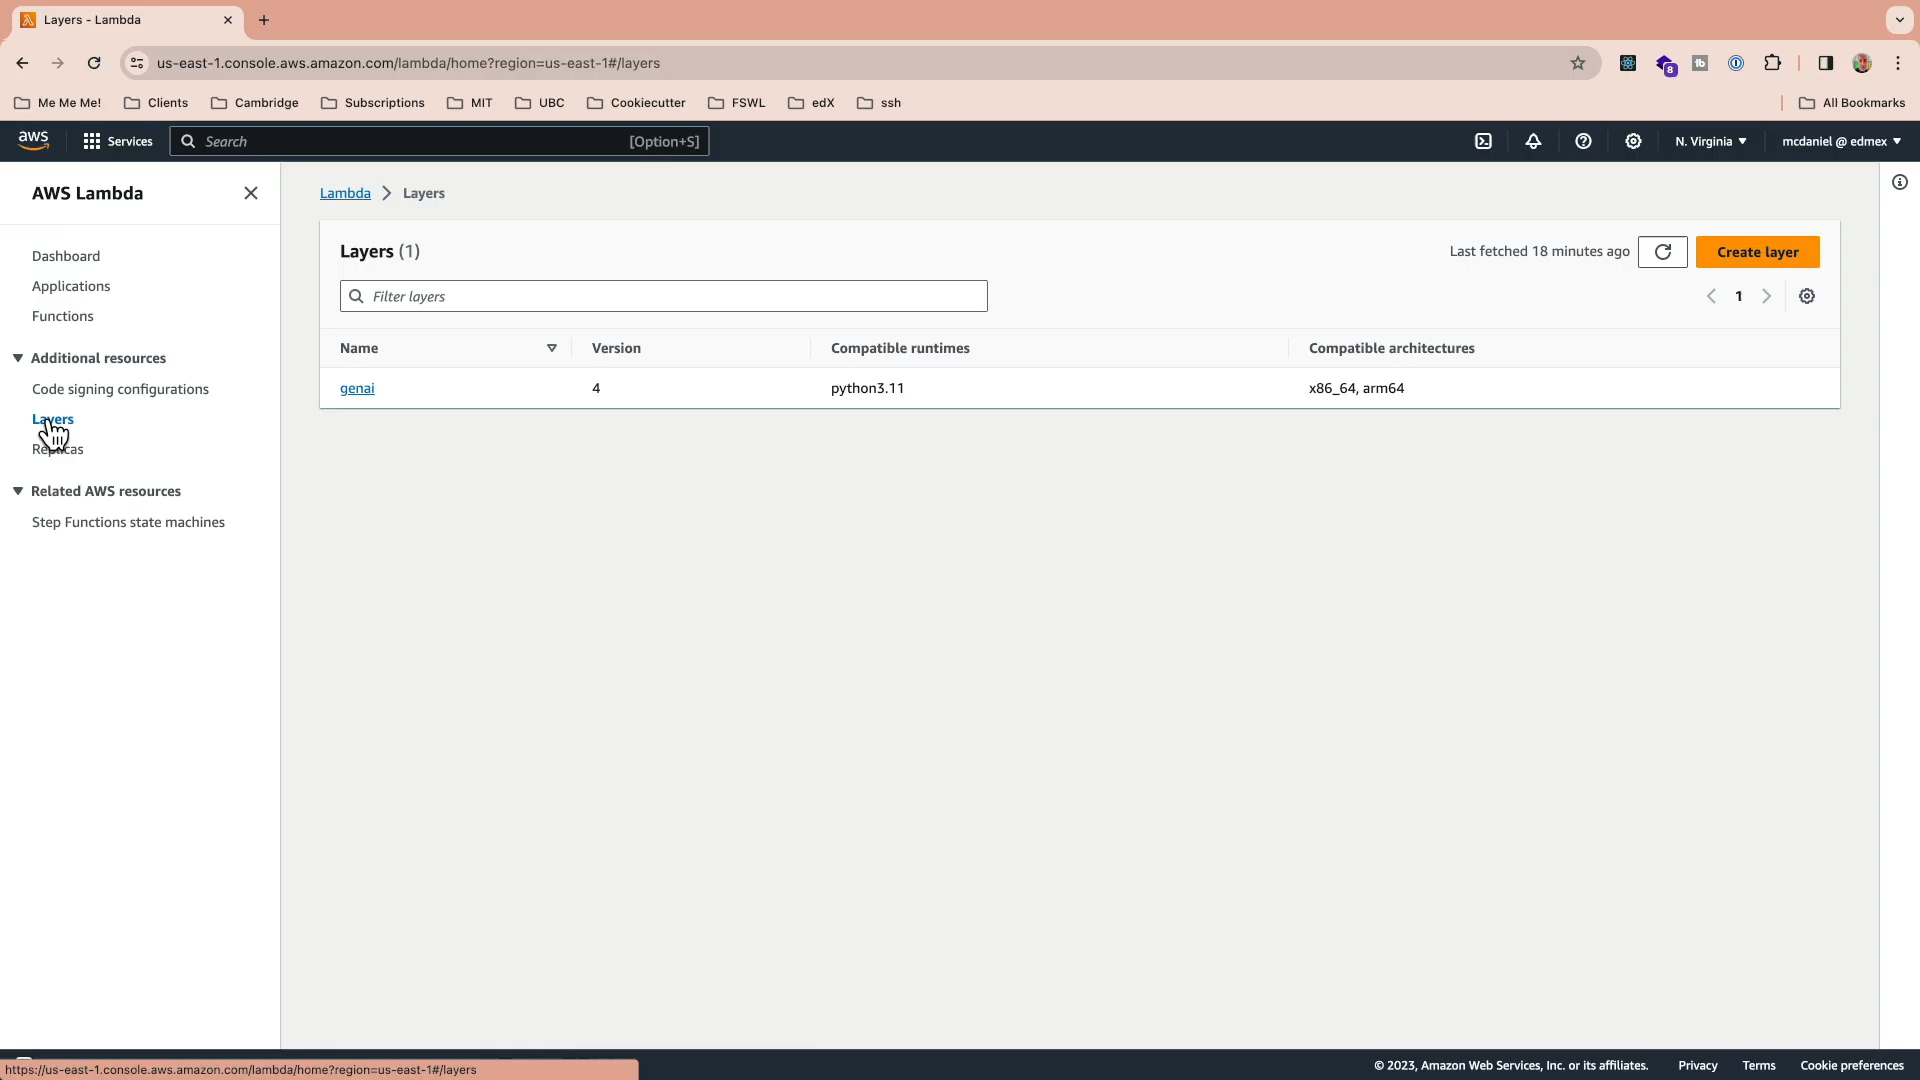 Layers - Lambda
us-east-1.console.aws.amazon.com/lambda/home?region=us-east-1#/layers
8
Me Me Me! Clients Cambridge Subscriptions MIT UBC Cookiecutter FSWL edX ssh All Bookmarks
aws Services Search [Option+S] N. Virginia mcdaniel @ edmex
AWS Lambda
Dashboard
Applications
Functions
Additional resources
Code signing configurations
Layers
Replicas
Related AWS resources
Step Functions state machines
Lambda > Layers
Layers (1) Last fetched 18 minutes ago Create layer
Filter layers 1
Name Version Compatible runtimes Compatible architectures
genai 4 python3.11 x86_64, arm64
© 2023, Amazon Web Services, Inc. or its affiliates. Privacy Terms Cookie preferences
https://us-east-1.console.aws.amazon.com/lambda/home?region=us-east-1#/layers